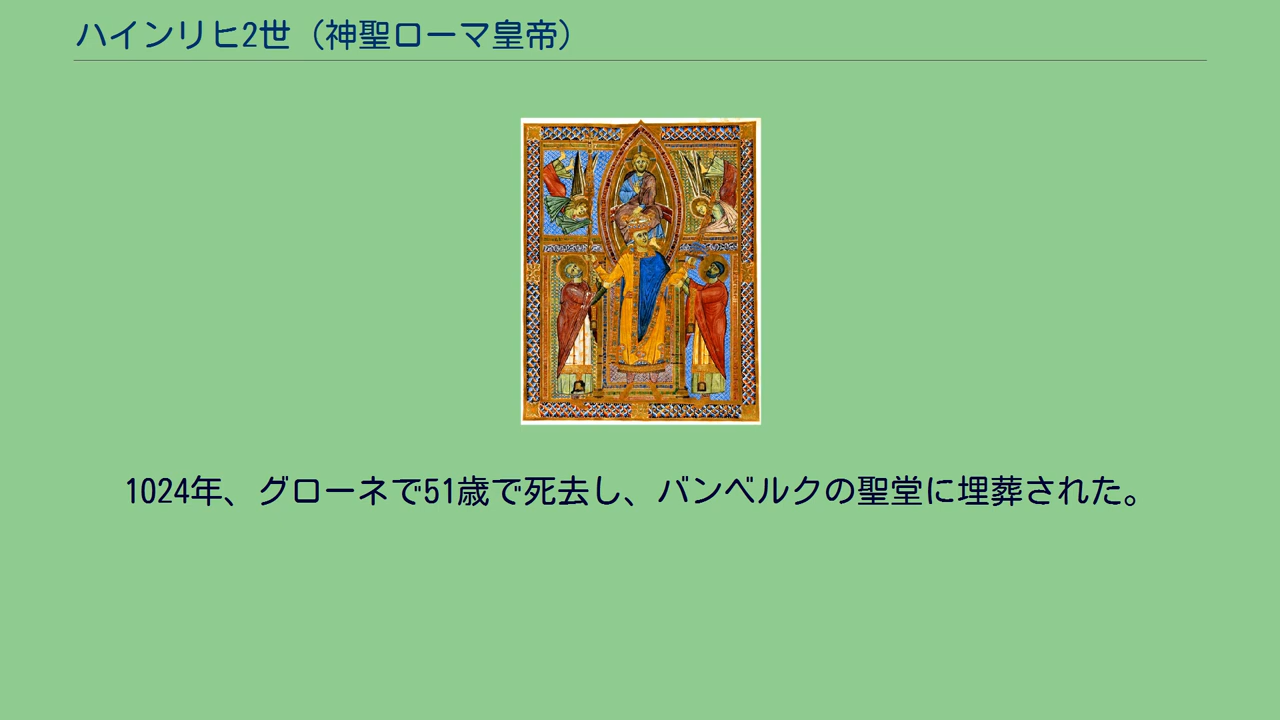 ハインリヒ2世（神聖ローマ皇帝）
1024年、グローネで51歳で死去し、バンベルクの聖堂に埋葬された。